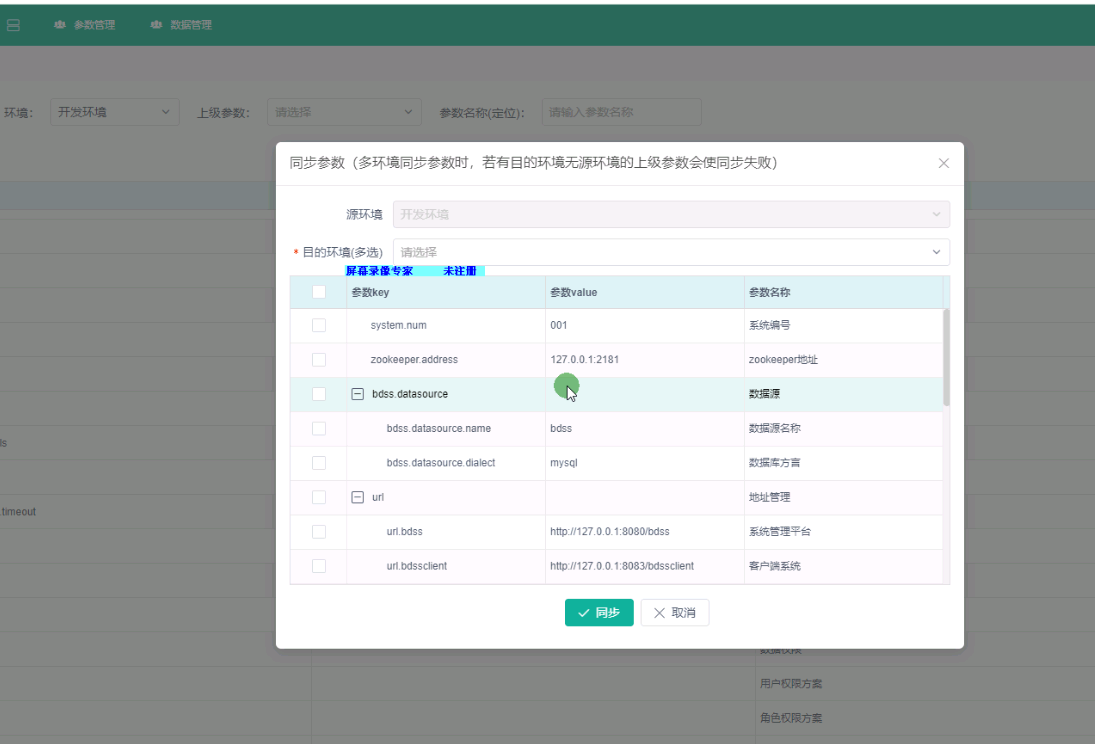 参数管理 数据管理
环境： 开发环境 上级参数： 请选择 参数名称(定位)： 请输入参数名称
同步参数（多环境同步参数时，若有目的环境无源环境的上级参数会使同步失败）
源环境 开发环境
* 目的环境(多选) 请选择
屏幕录像专家 未注册
参数key 参数value 参数名称
system.num 001 系统编号
zookeeper.address 127.0.0.1:2181 zookeeper地址
bdss.datasource 数据源
bdss.datasource.name bdss 数据源名称
ls
bdss.datasource.dialect mysql 数据库方言
url 地址管理
.timeout
url.bdss http://127.0.0.1:8080/bdss 系统管理平台
url.bdssclient http://127.0.0.1:8083/bdssclient 客户端系统
同步 取消
数据权限
用户权限方案
角色权限方案